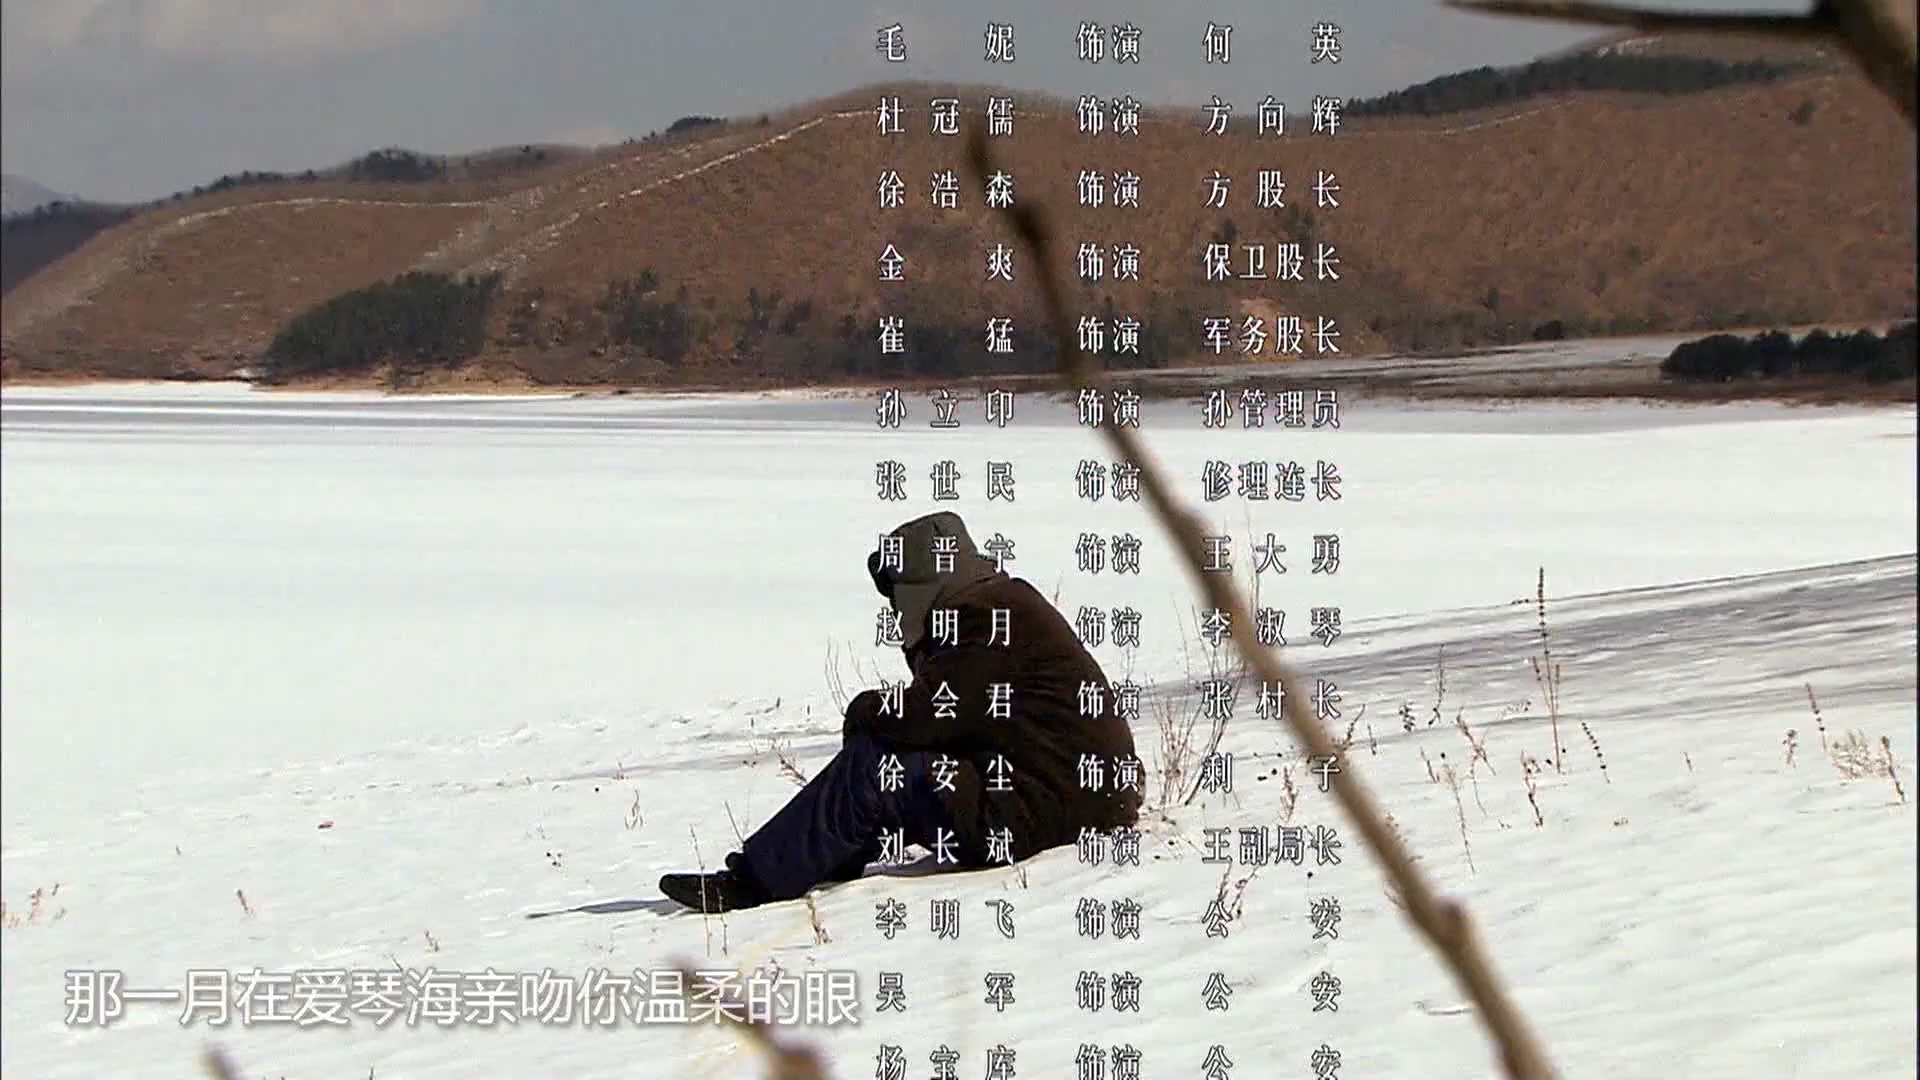 毛妮 饰演 何英
杜冠儒 饰演 方向辉
徐浩森 饰演 方股长
金爽 饰演 保卫股长
崔猛 饰演 军务股长
孙立印 饰演 孙管理员
张世民 饰演 修理连长
周晋宇 饰演 王大勇
赵明月 饰演 李淑琴
刘会君 饰演 张村长
徐安尘 饰演 剩子
刘长斌 饰演 王副局长
李明飞 饰演 公安
吴军 饰演 公安
那一月在爱琴海亲吻你温柔的眼
杨宝库 饰演 公安